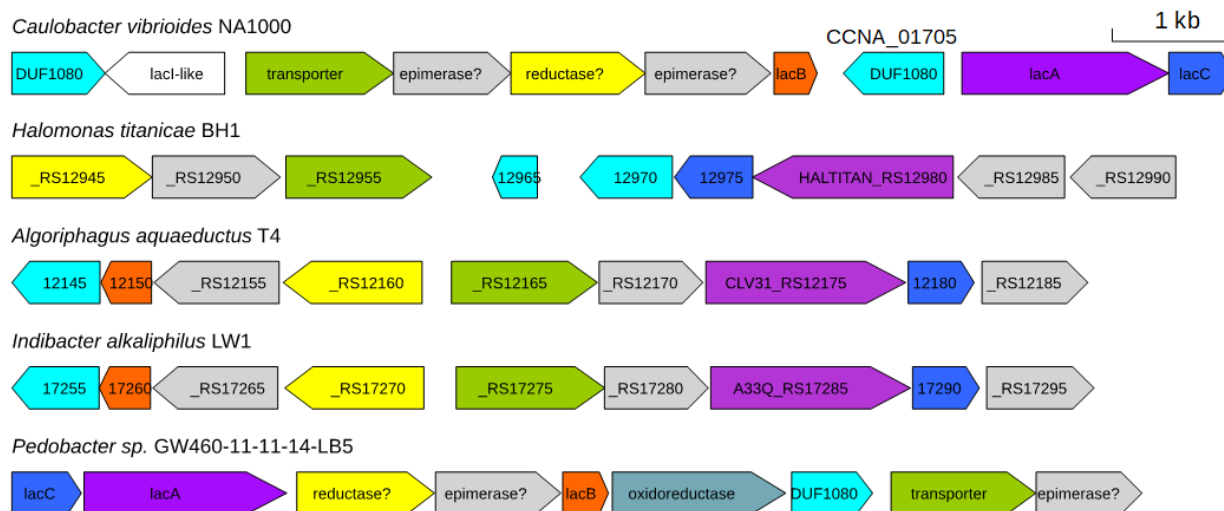 Caulobacter vibrioides NA1000
1 kb
CCNA_01705
DUF1080 lacI-like transporter epimerase? reductase? epimerase? lacB DUF1080 lacA lacC
Halomonas titanicae BH1
_RS12945 _RS12950 _RS12955 12965 12970 12975 HALTITAN_RS12980 _RS12985 _RS12990
Algoriphagus aquaeductus T4
12145 12150 _RS12155 _RS12160 _RS12165 _RS12170 CLV31_RS12175 12180 _RS12185
Indibacter alkaliphilus LW1
17255 17260 _RS17265 _RS17270 _RS17275 _RS17280 A33Q_RS17285 17290 _RS17295
Pedobacter sp. GW460-11-11-14-LB5
lacC lacA reductase? epimerase? lacB oxidoreductase DUF1080 transporter epimerase?